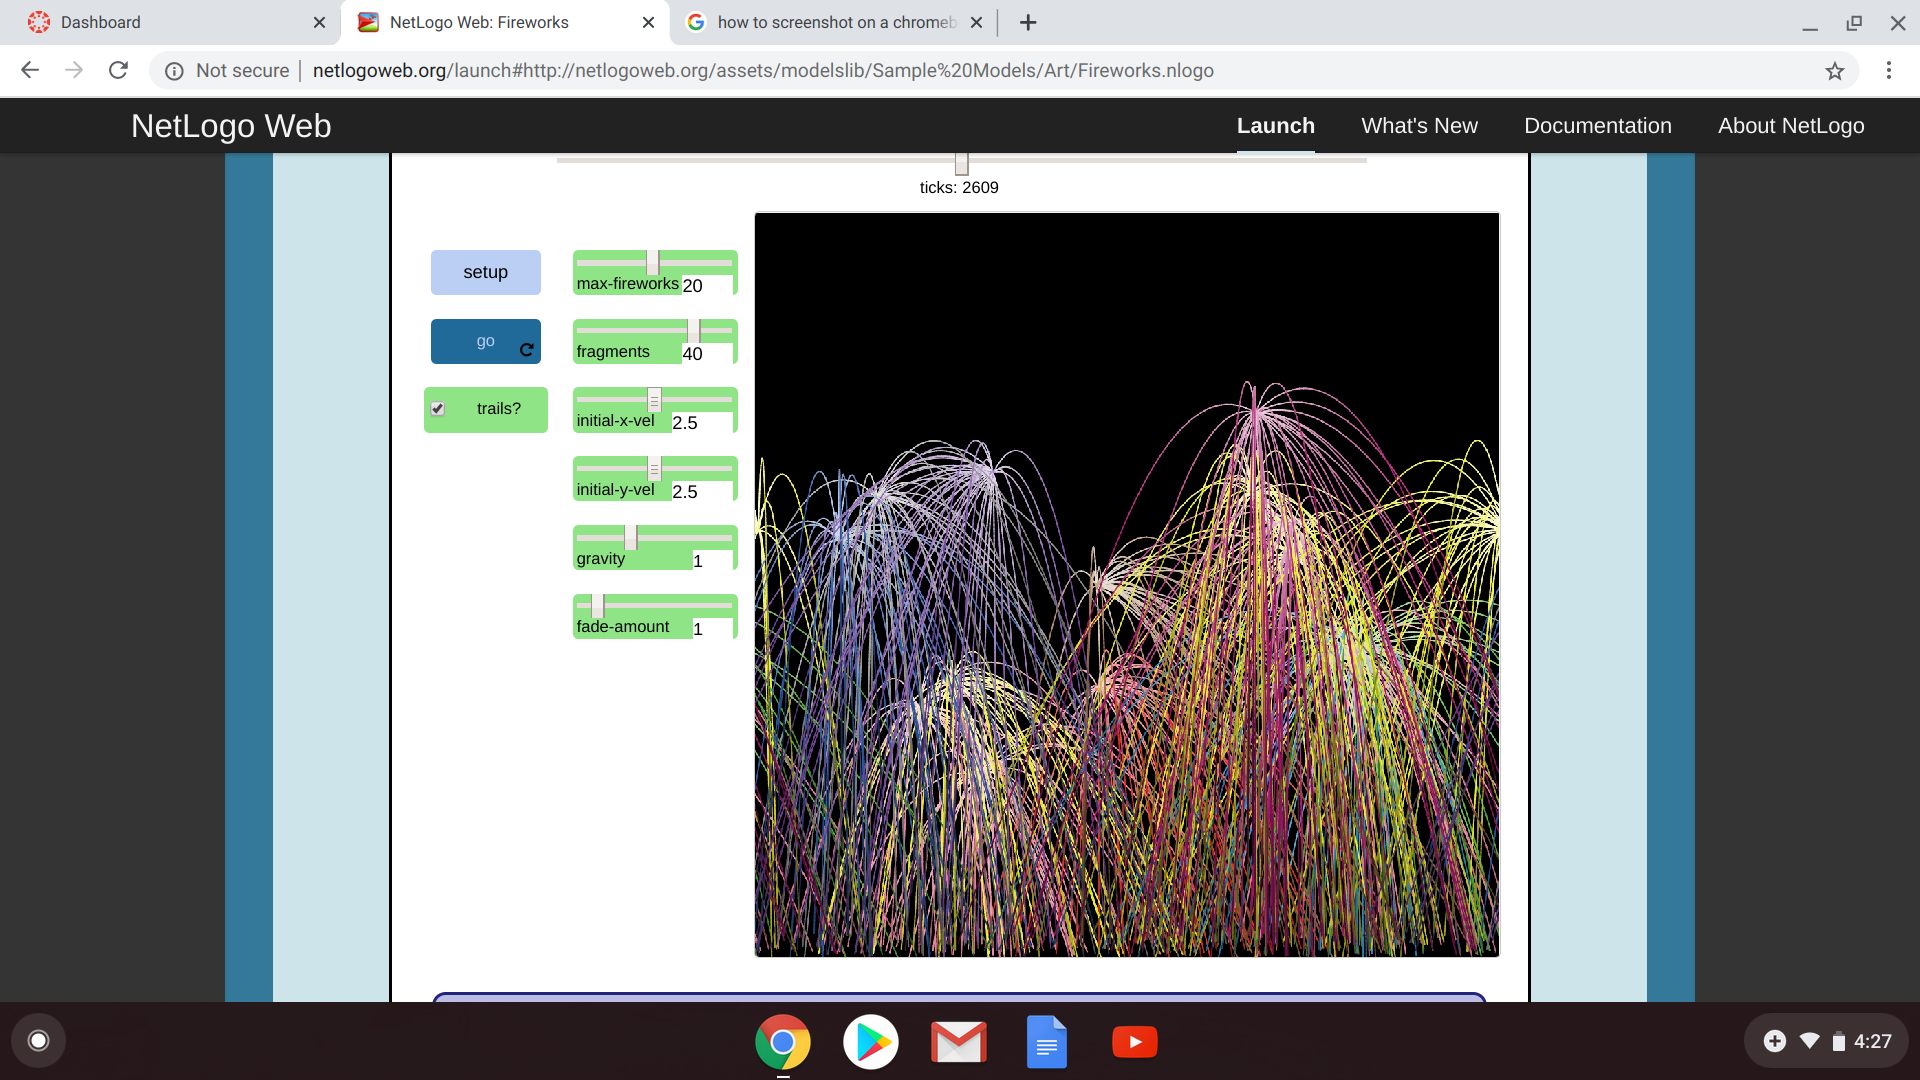 Dashboard
NetLogo Web: Fireworks
how to screenshot on a chromeb
Not secure
netlogoweb.org/launch#http://netlogoweb.org/assets/modelslib/Sample%20Models/Art/Fireworks.nlogo
NetLogo Web
Launch
What's New
Documentation
About NetLogo
ticks: 2609
setup
go
trails?
max-fireworks 20
fragments 40
initial-x-vel 2.5
initial-y-vel 2.5
gravity 1
fade-amount 1
4:27